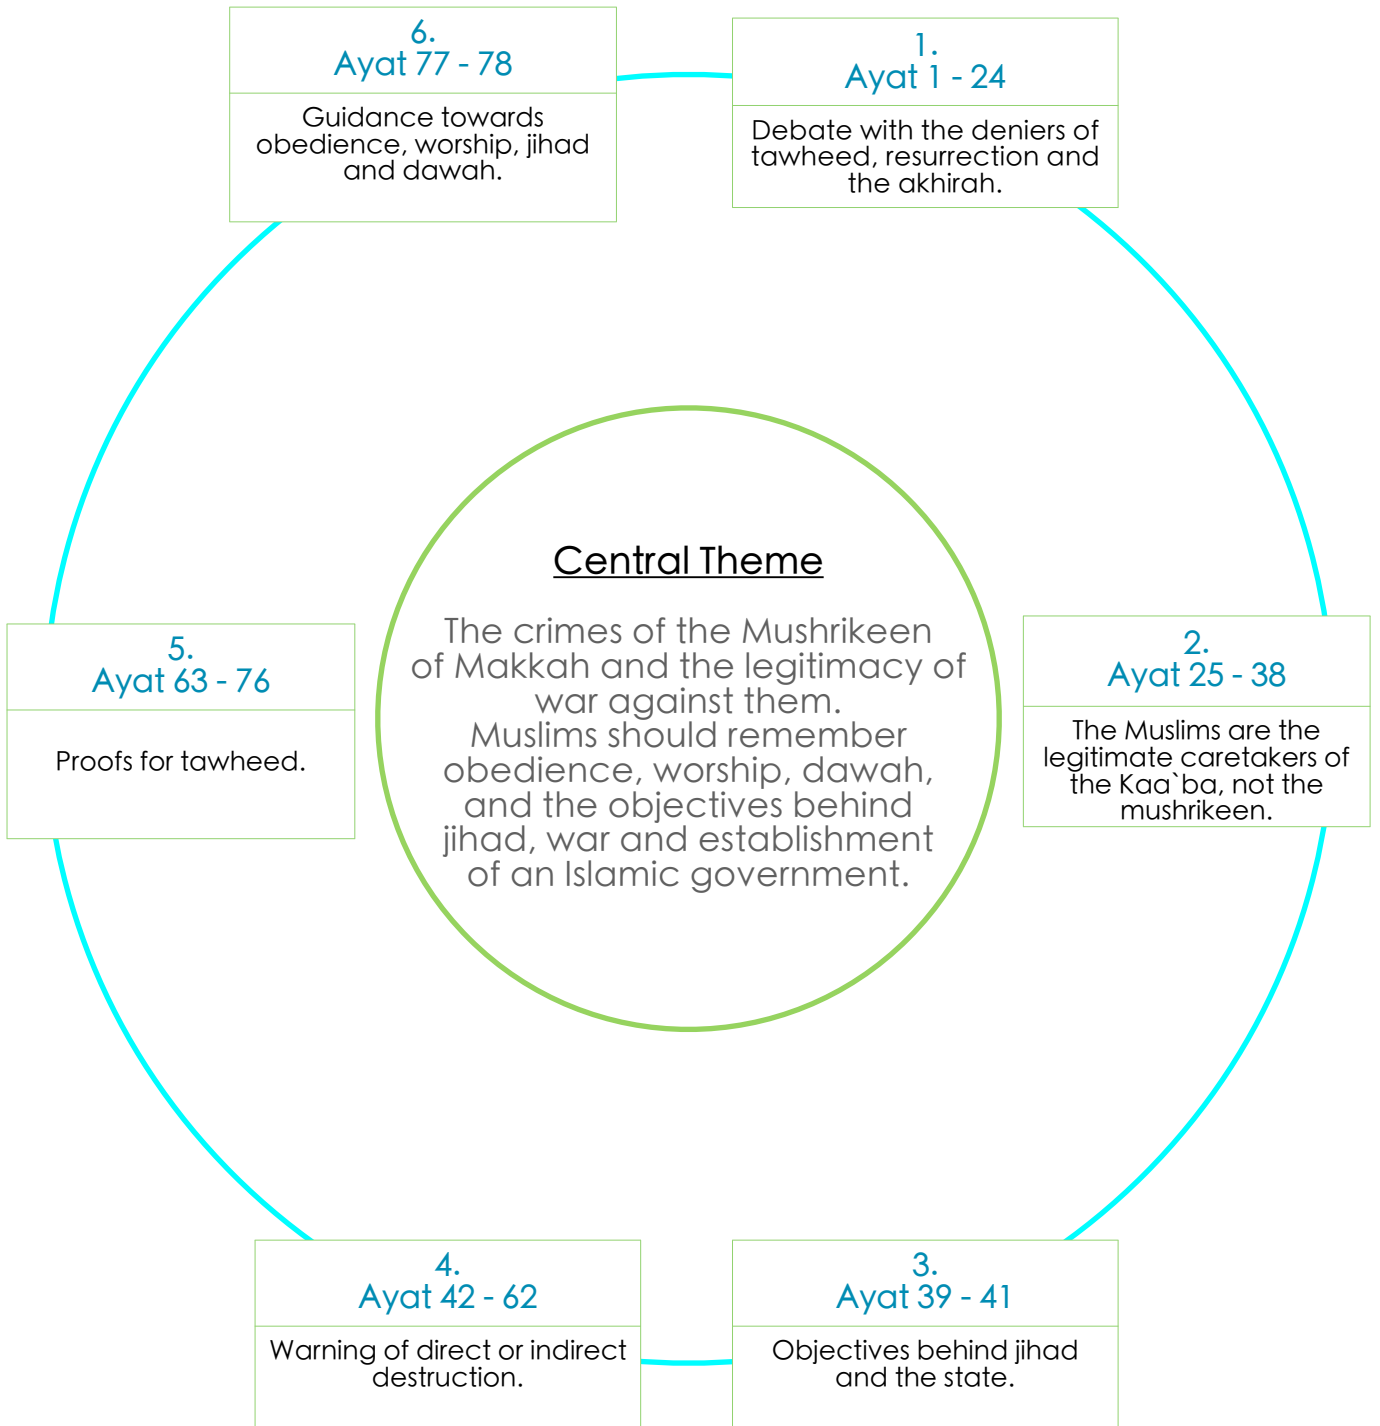 1.
Ayat 1 - 24
Debate with the deniers of
tawheed, resurrection and
the akhirah.
2.
Ayat 25 - 38
The Muslims are the
legitimate caretakers of
the Kaa`ba, not the
mushrikeen.
3.
Ayat 39 - 41
Objectives behind jihad
and the state.
4.
Ayat 42 - 62
Warning of direct or indirect
destruction.
5.
Ayat 63 - 76
Proofs for tawheed.
6.
Ayat 77 - 78
Guidance towards
obedience, worship, jihad
and dawah.
Central Theme
The crimes of the Mushrikeen
of Makkah and the legitimacy of
war against them.
Muslims should remember
obedience, worship, dawah,
and the objectives behind
jihad, war and establishment
of an Islamic government.